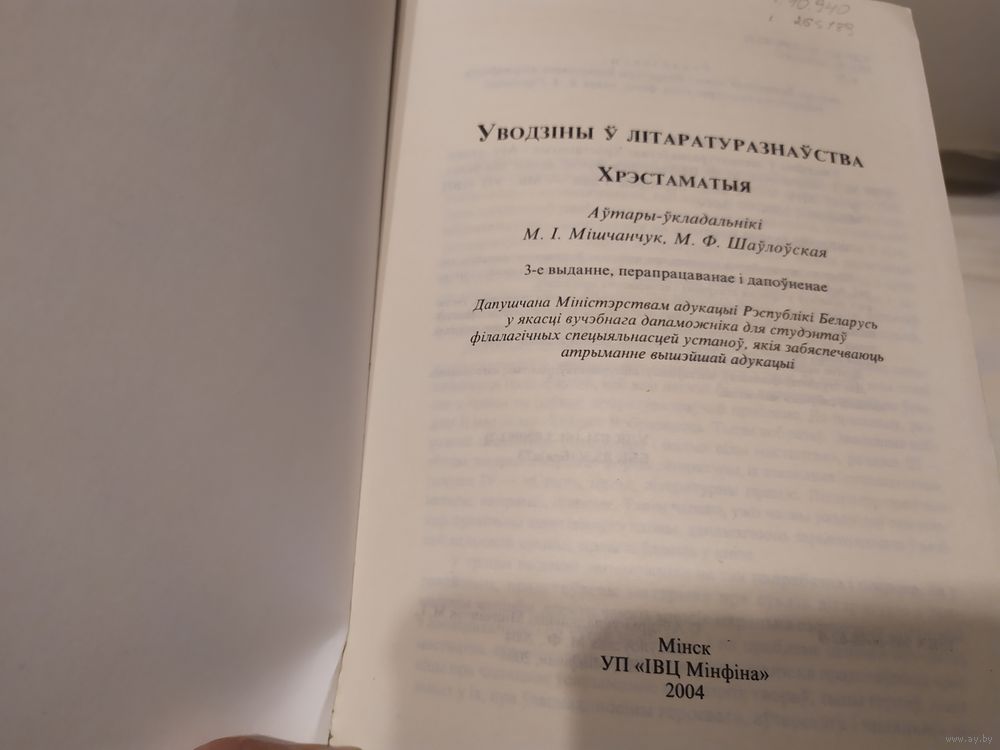 УВОДЗІНЫ Ў ЛІТАРАТУРАЗНАЎСТВА
ХРЭСТАМАТЫЯ
Аўтары-ўкладальнікі
М. І. Мішчанчук, М. Ф. Шаўлоўская
3-е выданне, перапрацаванае і дапоўненае
Дапушчана Міністэрствам адукацыі Рэспублікі Беларусь
у якасці вучэбнага дапаможніка для студэнтаў
філалагічных спецыяльнасцей устаноў, якія забяспечваюць
атрыманне вышэйшай адукацыі
Мінск
УП «ІВЦ Мінфіна»
2004
www.ay.by